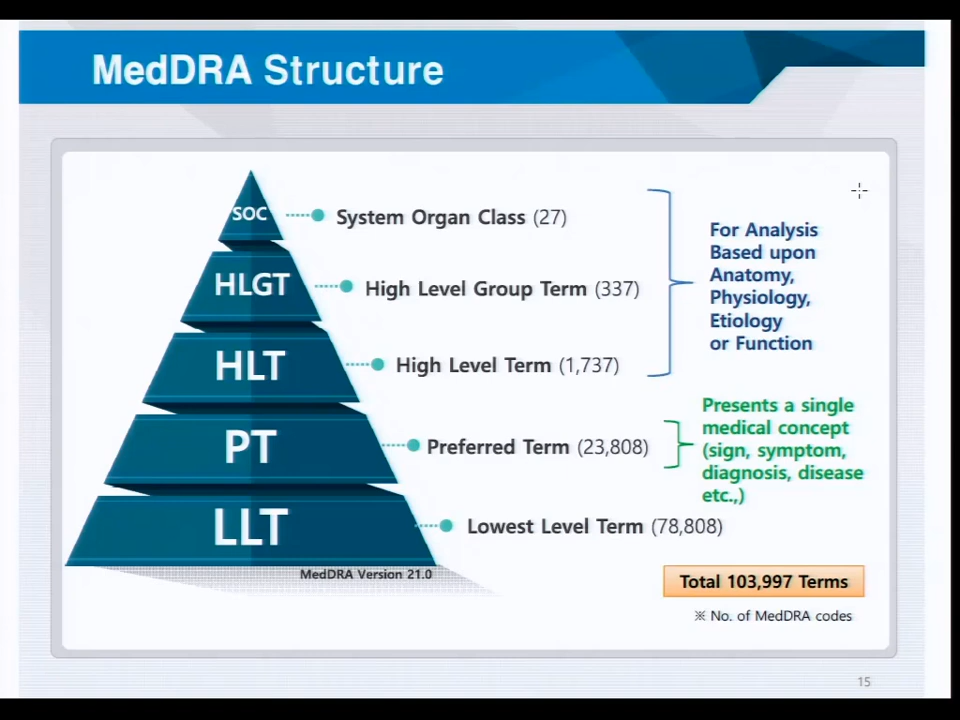 MedDRA Structure
SOC
System Organ Class (27)
HLGT
High Level Group Term (337)
HLT
High Level Term (1,737)
For Analysis
Based upon
Anatomy,
Physiology,
Etiology
or Function
PT
Preferred Term (23,808)
Presents a single
medical concept
(sign, symptom,
diagnosis, disease
etc.,)
LLT
Lowest Level Term (78,808)
MedDRA Version 21.0
Total 103,997 Terms
※ No. of MedDRA codes
15